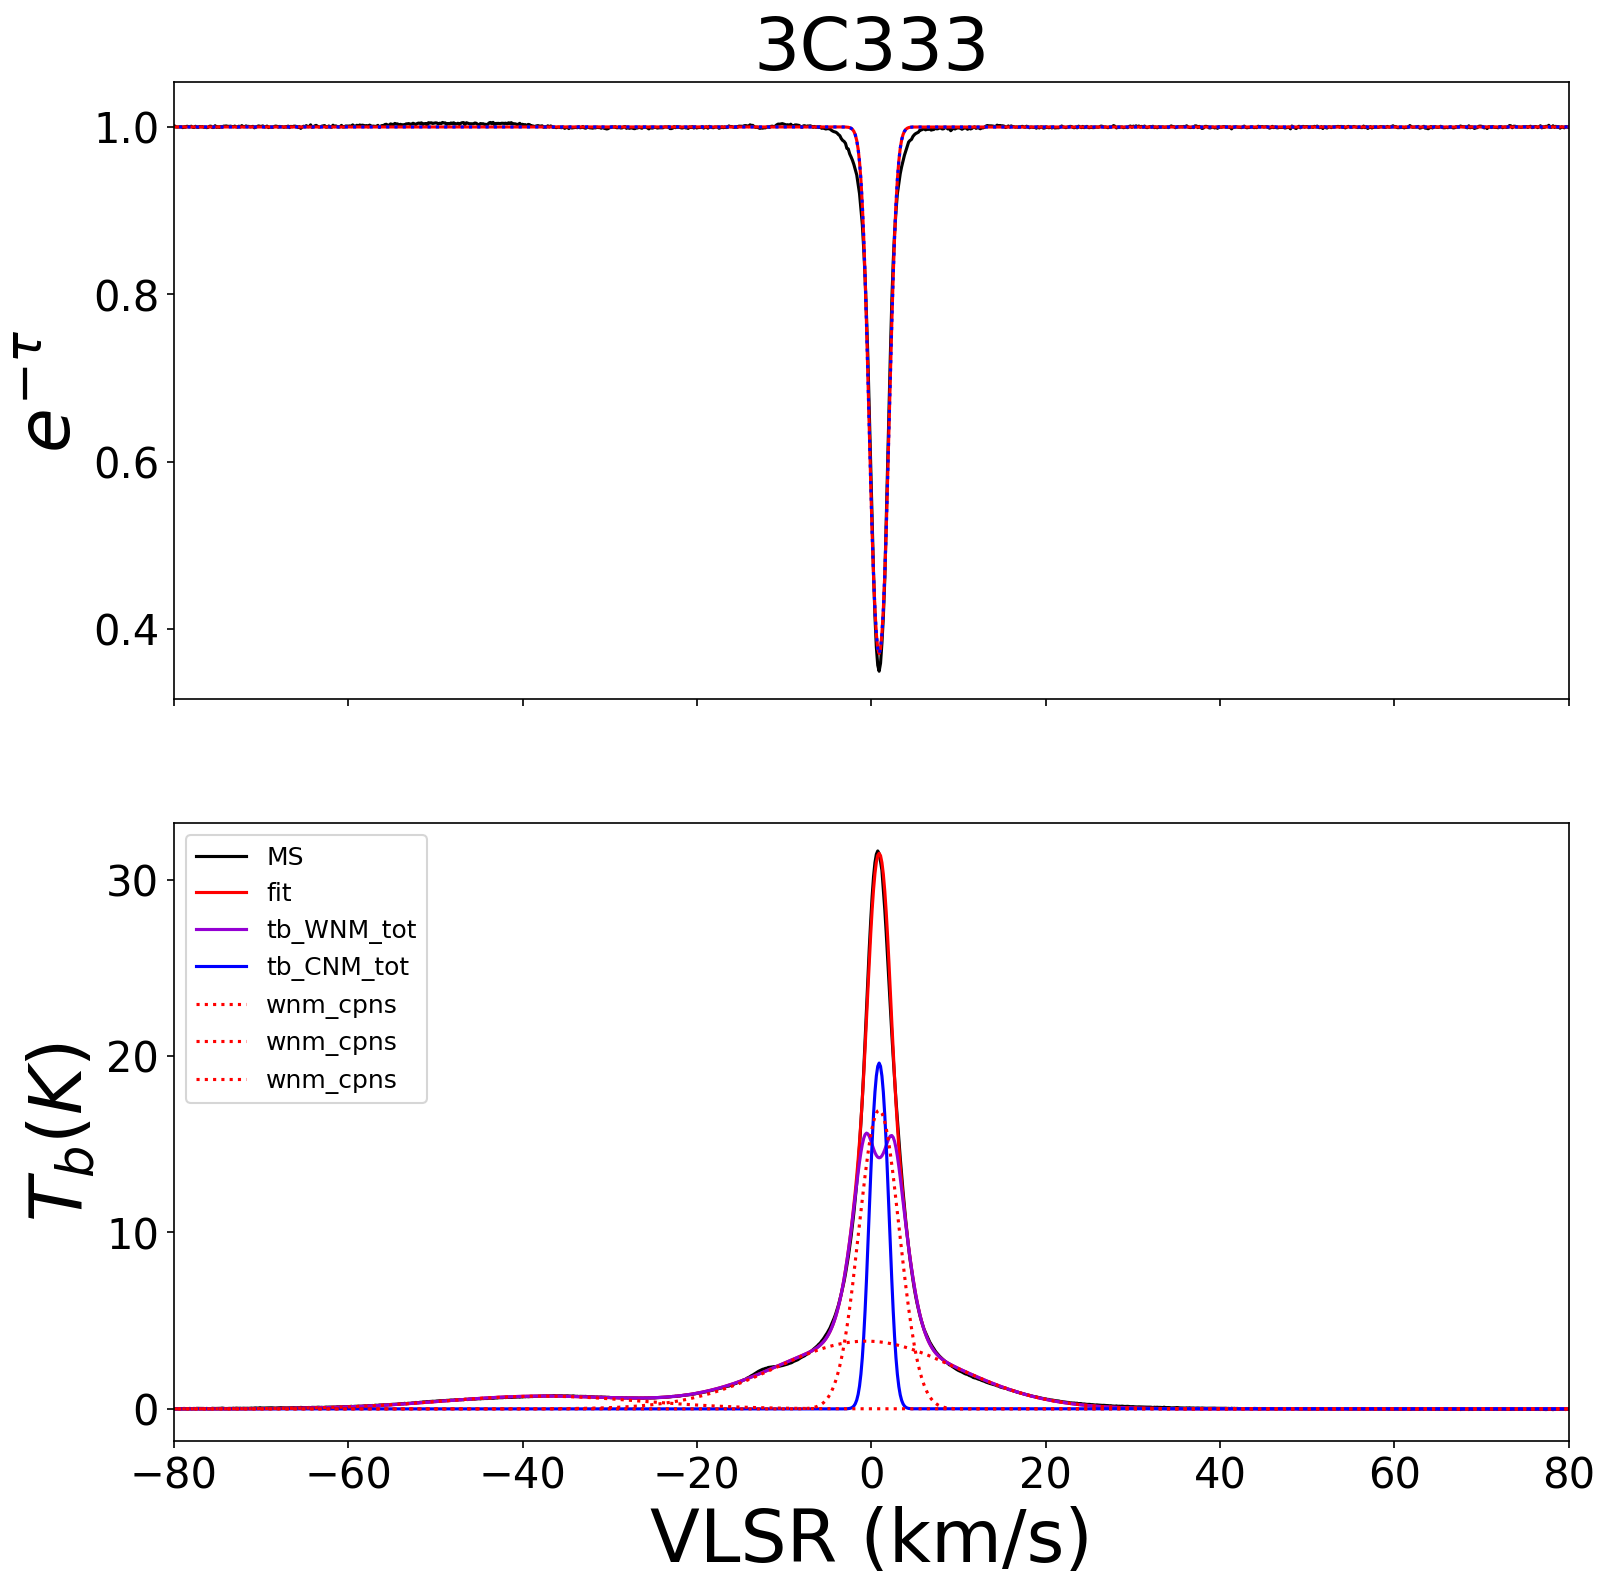 3C333
1.0
0.8
0.6
0.4
e^{−τ}
MS
fit
tb_WNM_tot
tb_CNM_tot
wnm_cpns
wnm_cpns
wnm_cpns
30
20
10
0
T_b(K)
−80 −60 −40 −20 0 20 40 60 80
VLSR (km/s)